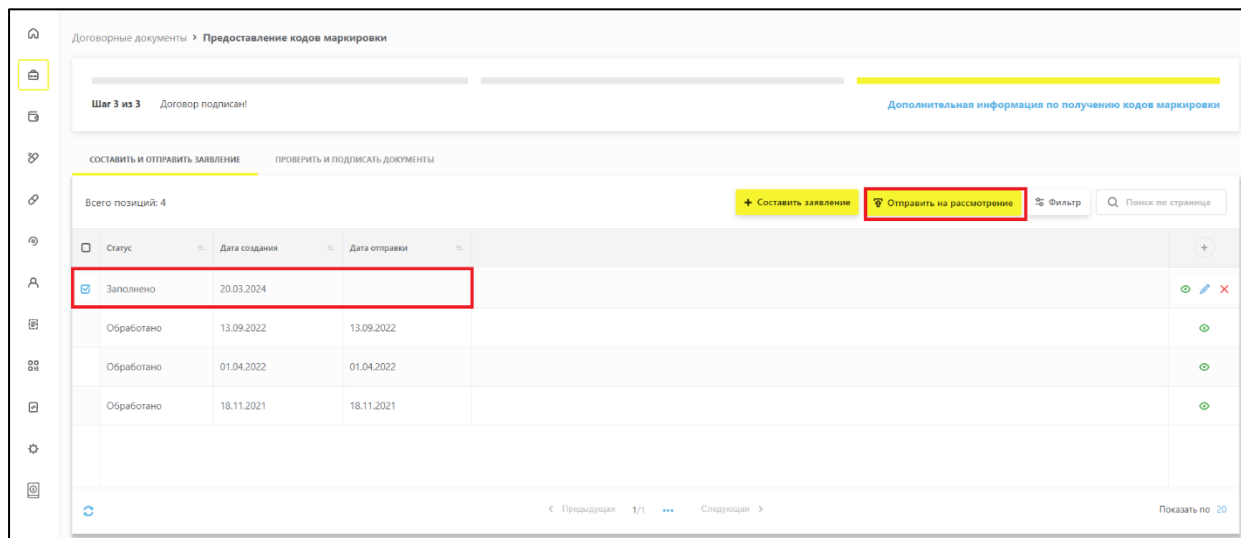 Договорные документы > Предоставление кодов маркировки
Шаг 3 из 3 Договор подписан! Дополнительная информация по получению кодов маркировки
СОСТАВИТЬ И ОТПРАВИТЬ ЗАЯВЛЕНИЕ ПРОВЕРИТЬ И ПОДПИСАТЬ ДОКУМЕНТЫ
Всего позиций: 4 + Составить заявление Отправить на рассмотрение Фильтр Поиск по странице
Статус Дата создания Дата отправки
Заполнено 20.03.2024
Обработано 13.09.2022 13.09.2022
Обработано 01.04.2022 01.04.2022
Обработано 18.11.2021 18.11.2021
< Предыдущая 1/1 ••• Следующая > Показать по 20